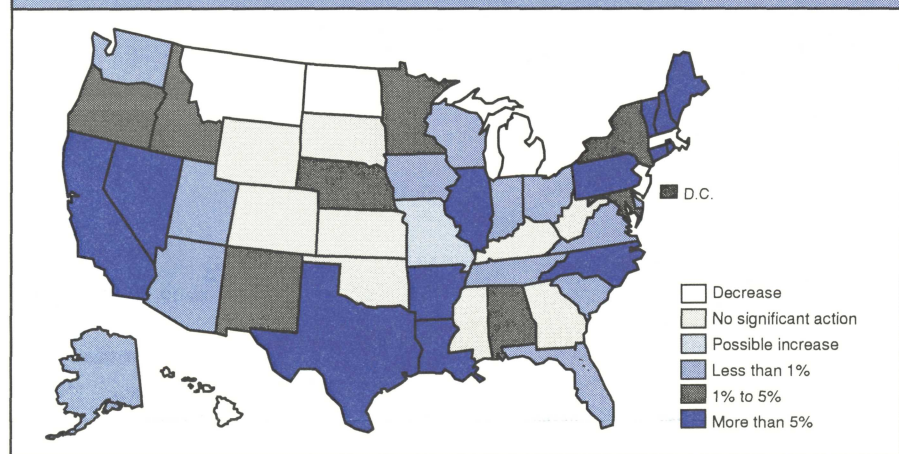 D.C.
Decrease
No significant action
Possible increase
Less than 1%
1% to 5%
More than 5%